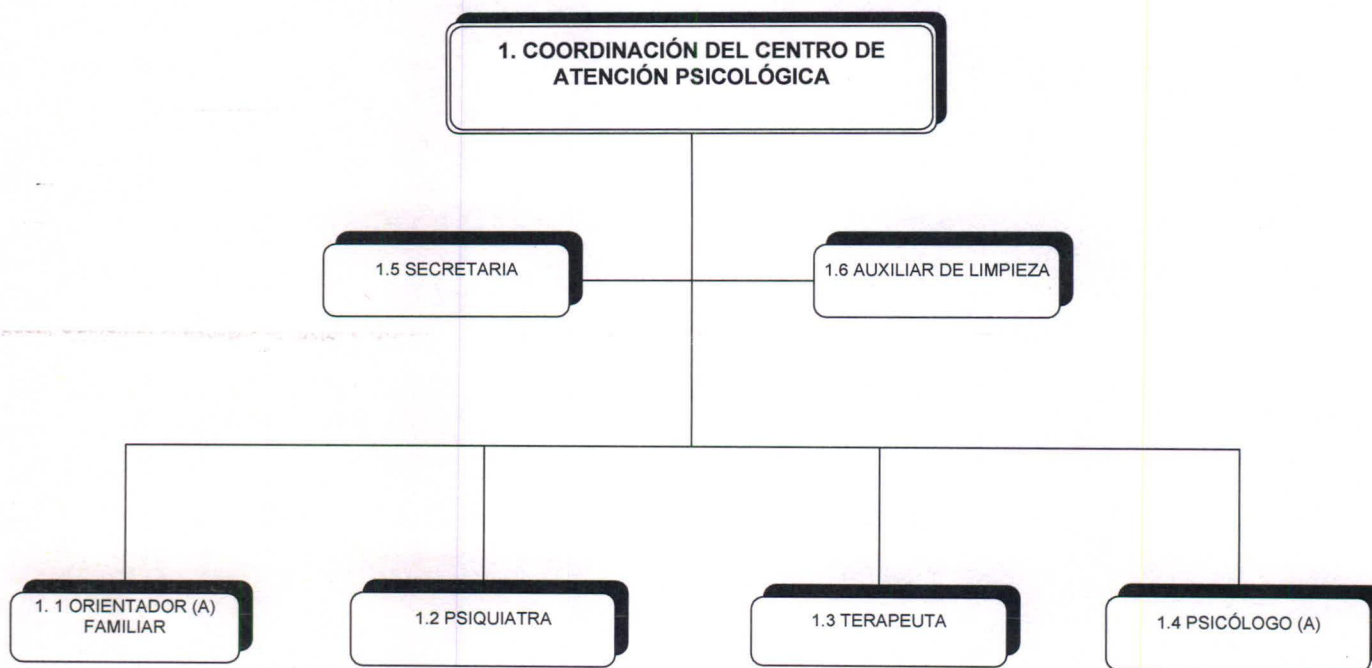 1. COORDINACIÓN DEL CENTRO DE
ATENCIÓN PSICOLÓGICA
1.5 SECRETARIA
1.6 AUXILIAR DE LIMPIEZA
1. 1 ORIENTADOR (A)
FAMILIAR
1.2 PSIQUIATRA
1.3 TERAPEUTA
1.4 PSICÓLOGO (A)